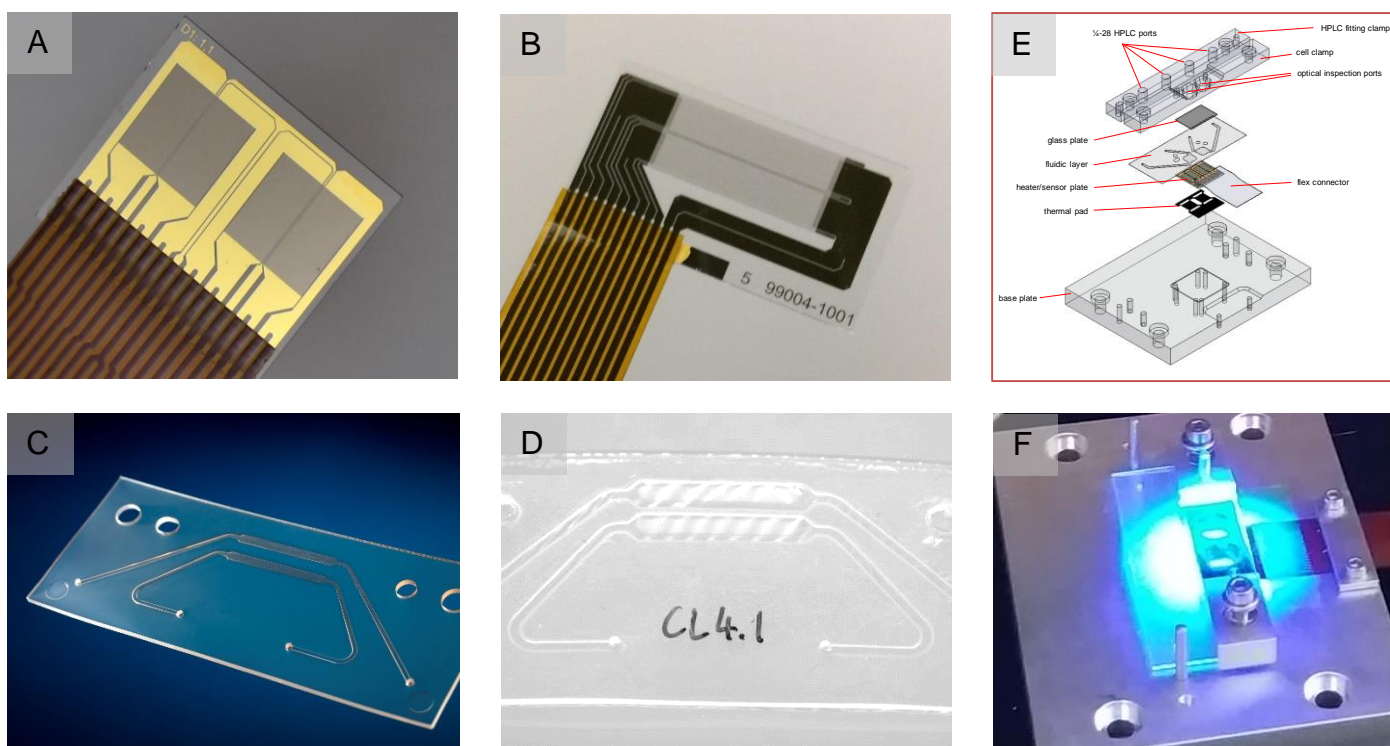 A
D1: 1.1
B
5 99004-1001
E
¼-28 HPLC ports
HPLC fitting clamp
cell clamp
optical inspection ports
glass plate
fluidic layer
heater/sensor plate
flex connector
thermal pad
base plate
C
D
CL4.1
F